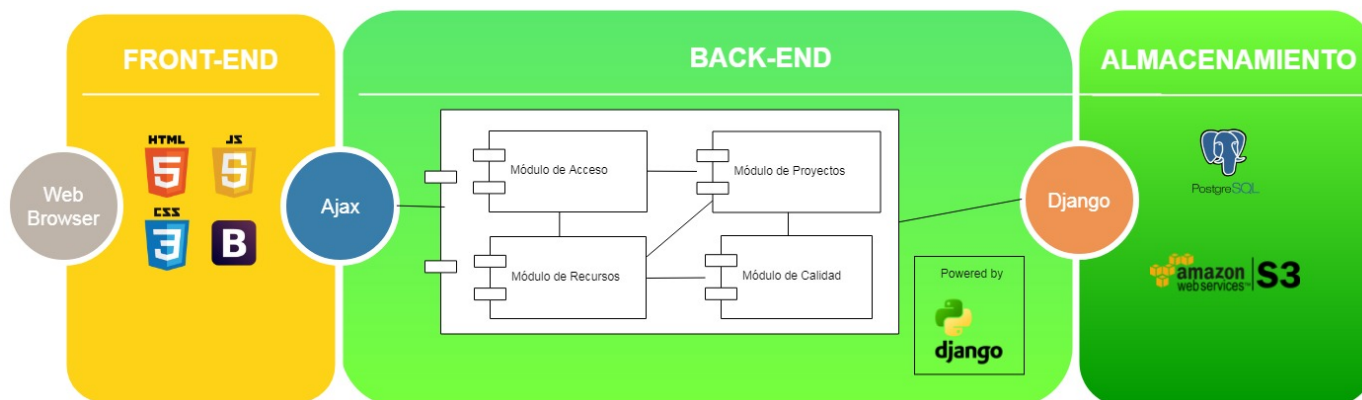 FRONT-END
BACK-END
ALMACENAMIENTO
Web
Browser
HTML
5
JS
5
CSS
3
B
Ajax
Módulo de Acceso
Módulo de Proyectos
Módulo de Recursos
Módulo de Calidad
Powered by
django
Django
PostgreSQL
amazon
web services™
S3